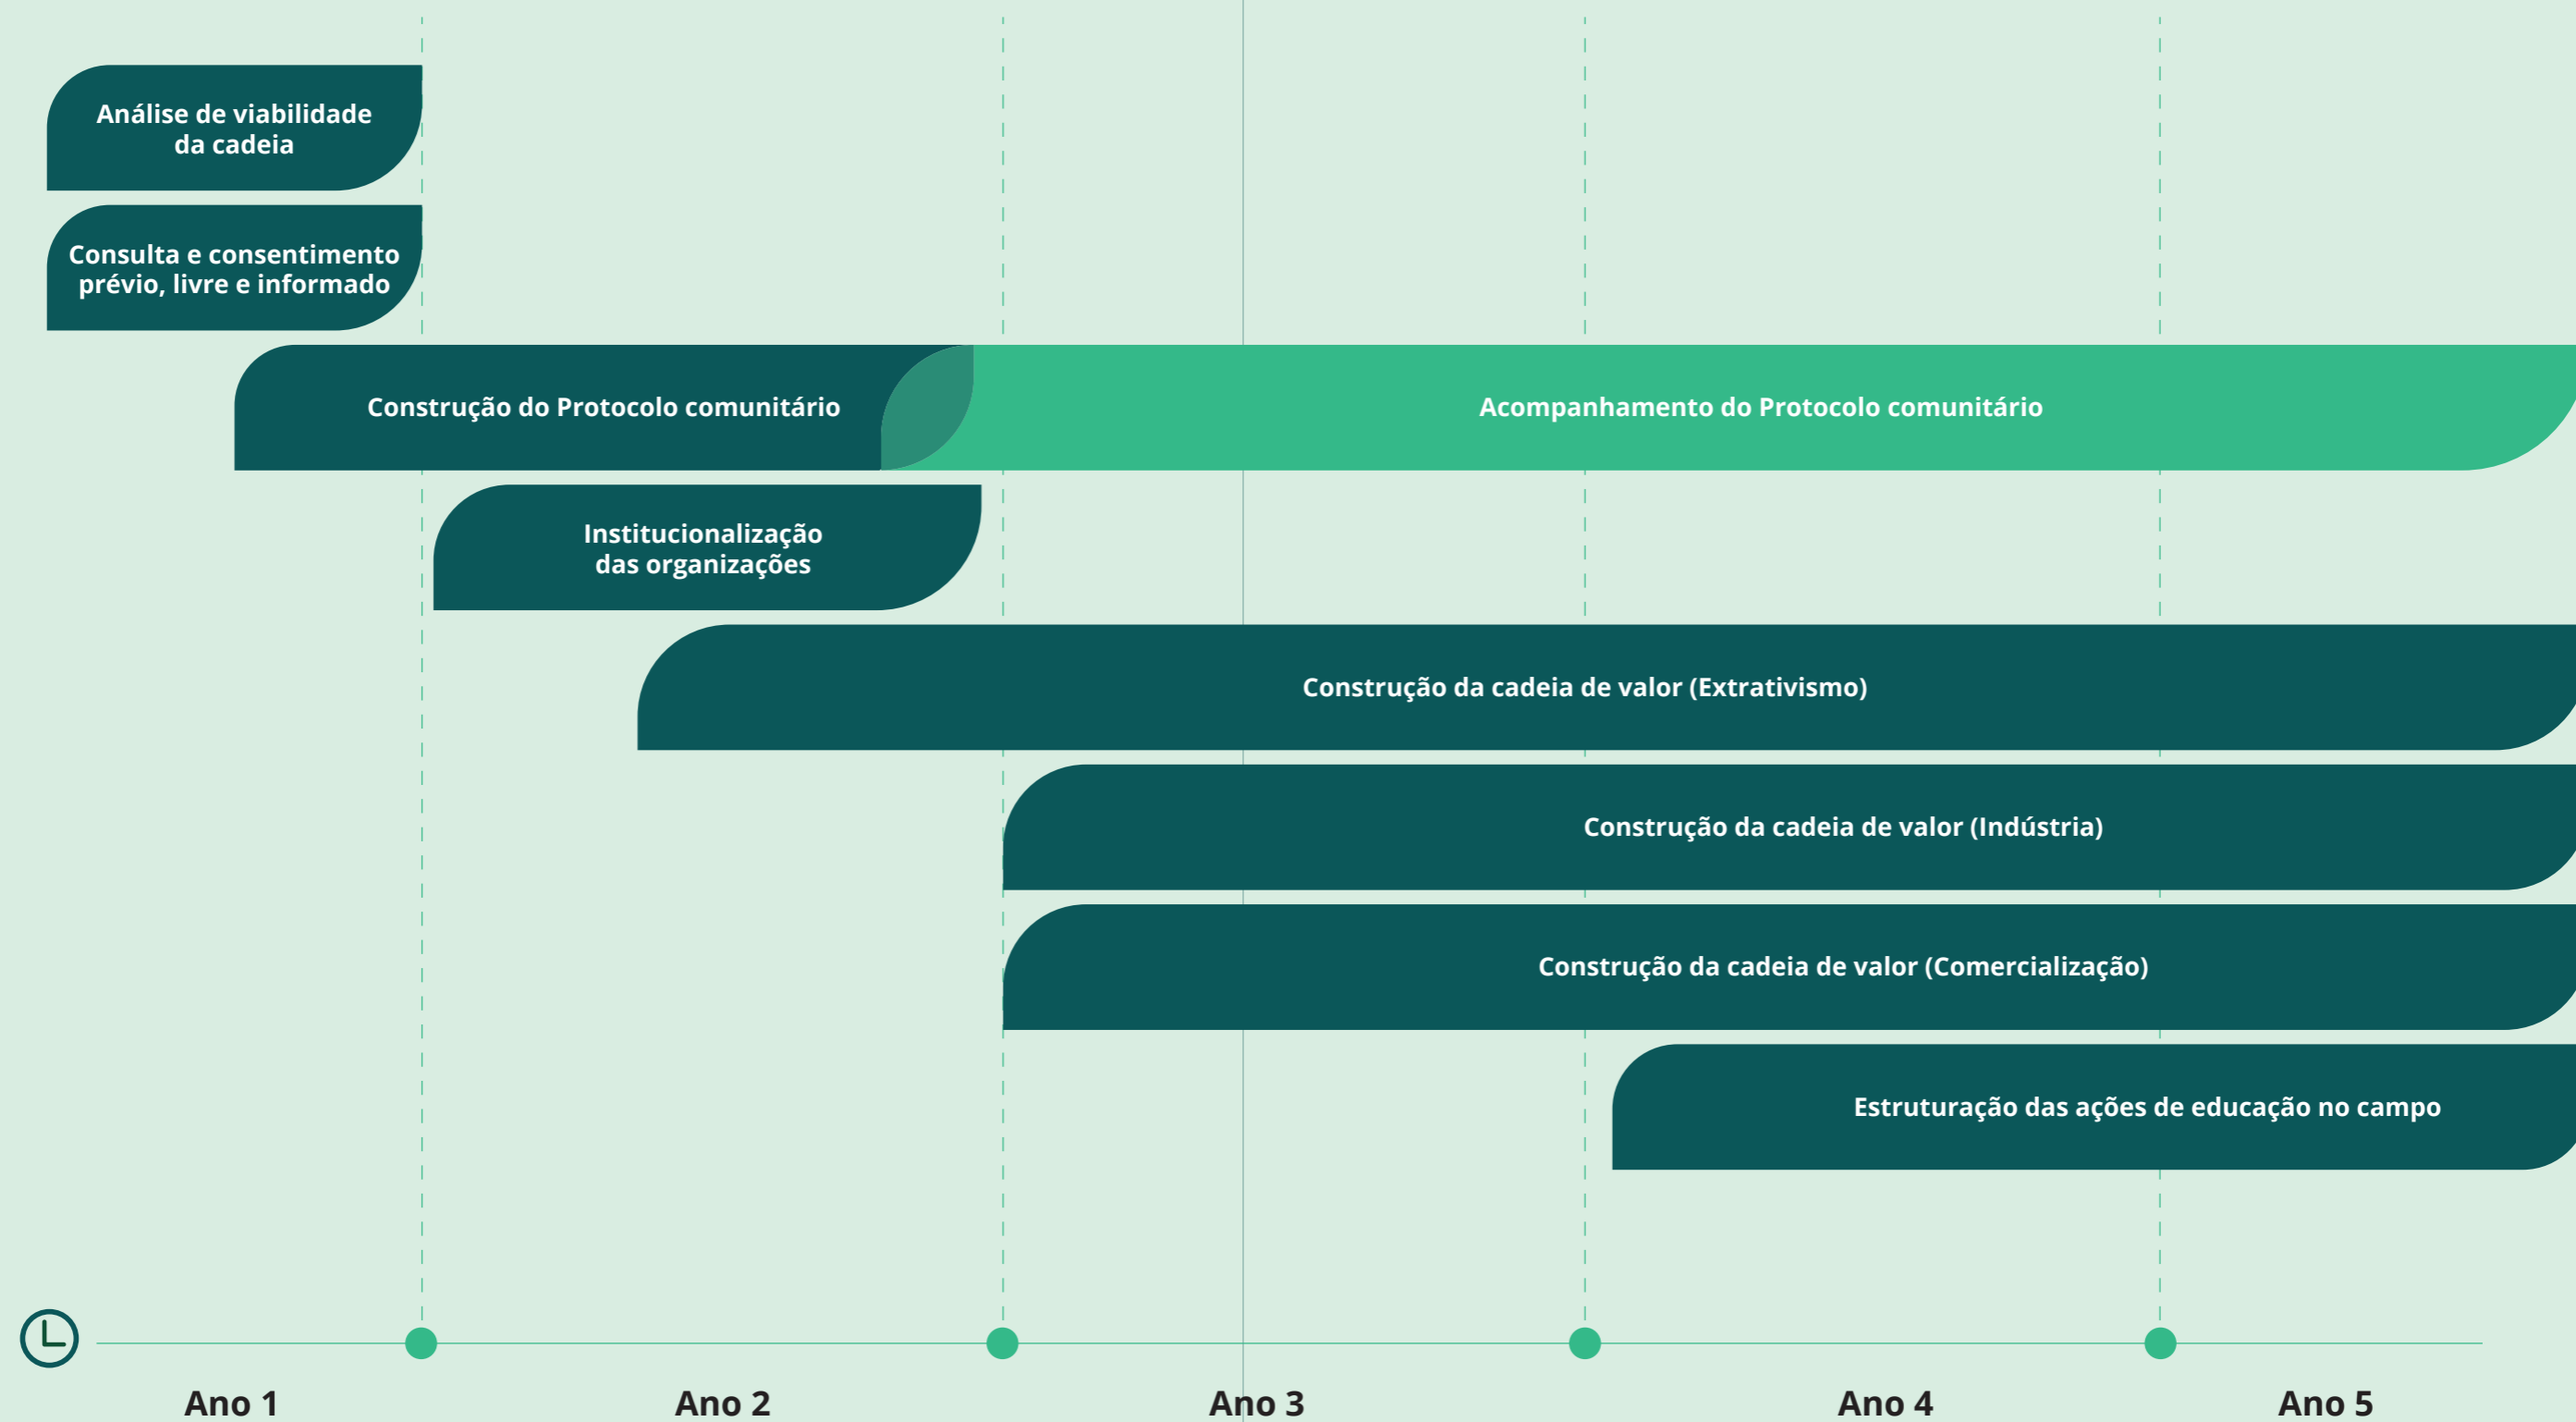 Análise de viabilidade
da cadeia
Consulta e consentimento
prévio, livre e informado
Construção do Protocolo comunitário
Acompanhamento do Protocolo comunitário
Institucionalização
das organizações
Construção da cadeia de valor (Extrativismo)
Construção da cadeia de valor (Indústria)
Construção da cadeia de valor (Comercialização)
Estruturação das ações de educação no campo
Ano 1
Ano 2
Ano 3
Ano 4
Ano 5